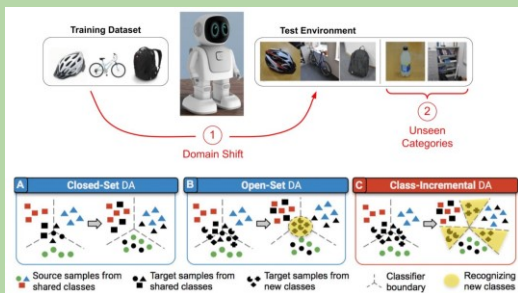 Training Dataset
Test Environment
1
Domain Shift
2
Unseen
Categories
A Closed-Set DA
B Open-Set DA
C Class-Incremental DA
Source samples from
shared classes
Target samples from
shared classes
Target samples from
new classes
Classifier
boundary
Recognizing
new classes